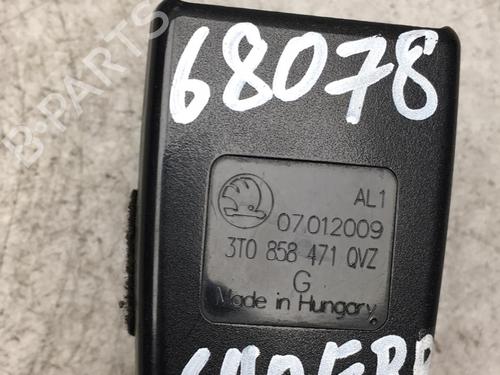 68078
AL1
07.012009
3T0 858 471 QVZ
G
Made in Hungary
B-PARTS